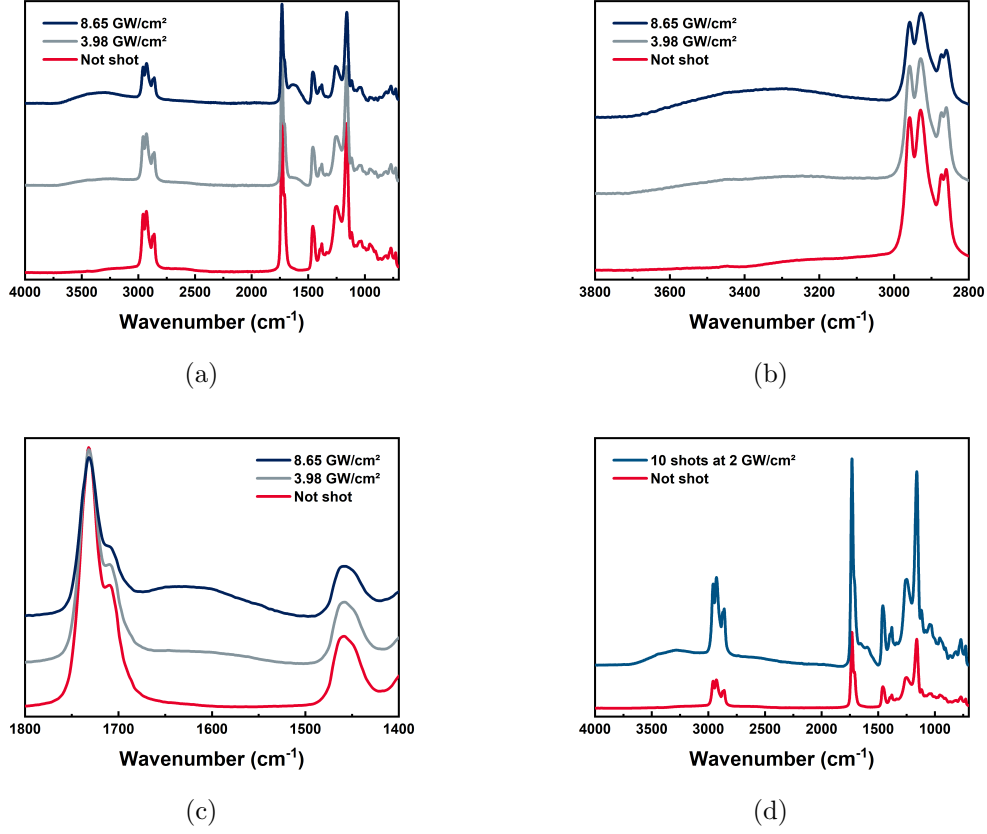 8.65 GW/cm²
3.98 GW/cm²
Not shot
4000 3500 3000 2500 2000 1500 1000
Wavenumber (cm⁻¹)
(a)
8.65 GW/cm²
3.98 GW/cm²
Not shot
3800 3600 3400 3200 3000 2800
Wavenumber (cm⁻¹)
(b)
8.65 GW/cm²
3.98 GW/cm²
Not shot
1800 1700 1600 1500 1400
Wavenumber (cm⁻¹)
(c)
10 shots at 2 GW/cm²
Not shot
4000 3500 3000 2500 2000 1500 1000
Wavenumber (cm⁻¹)
(d)